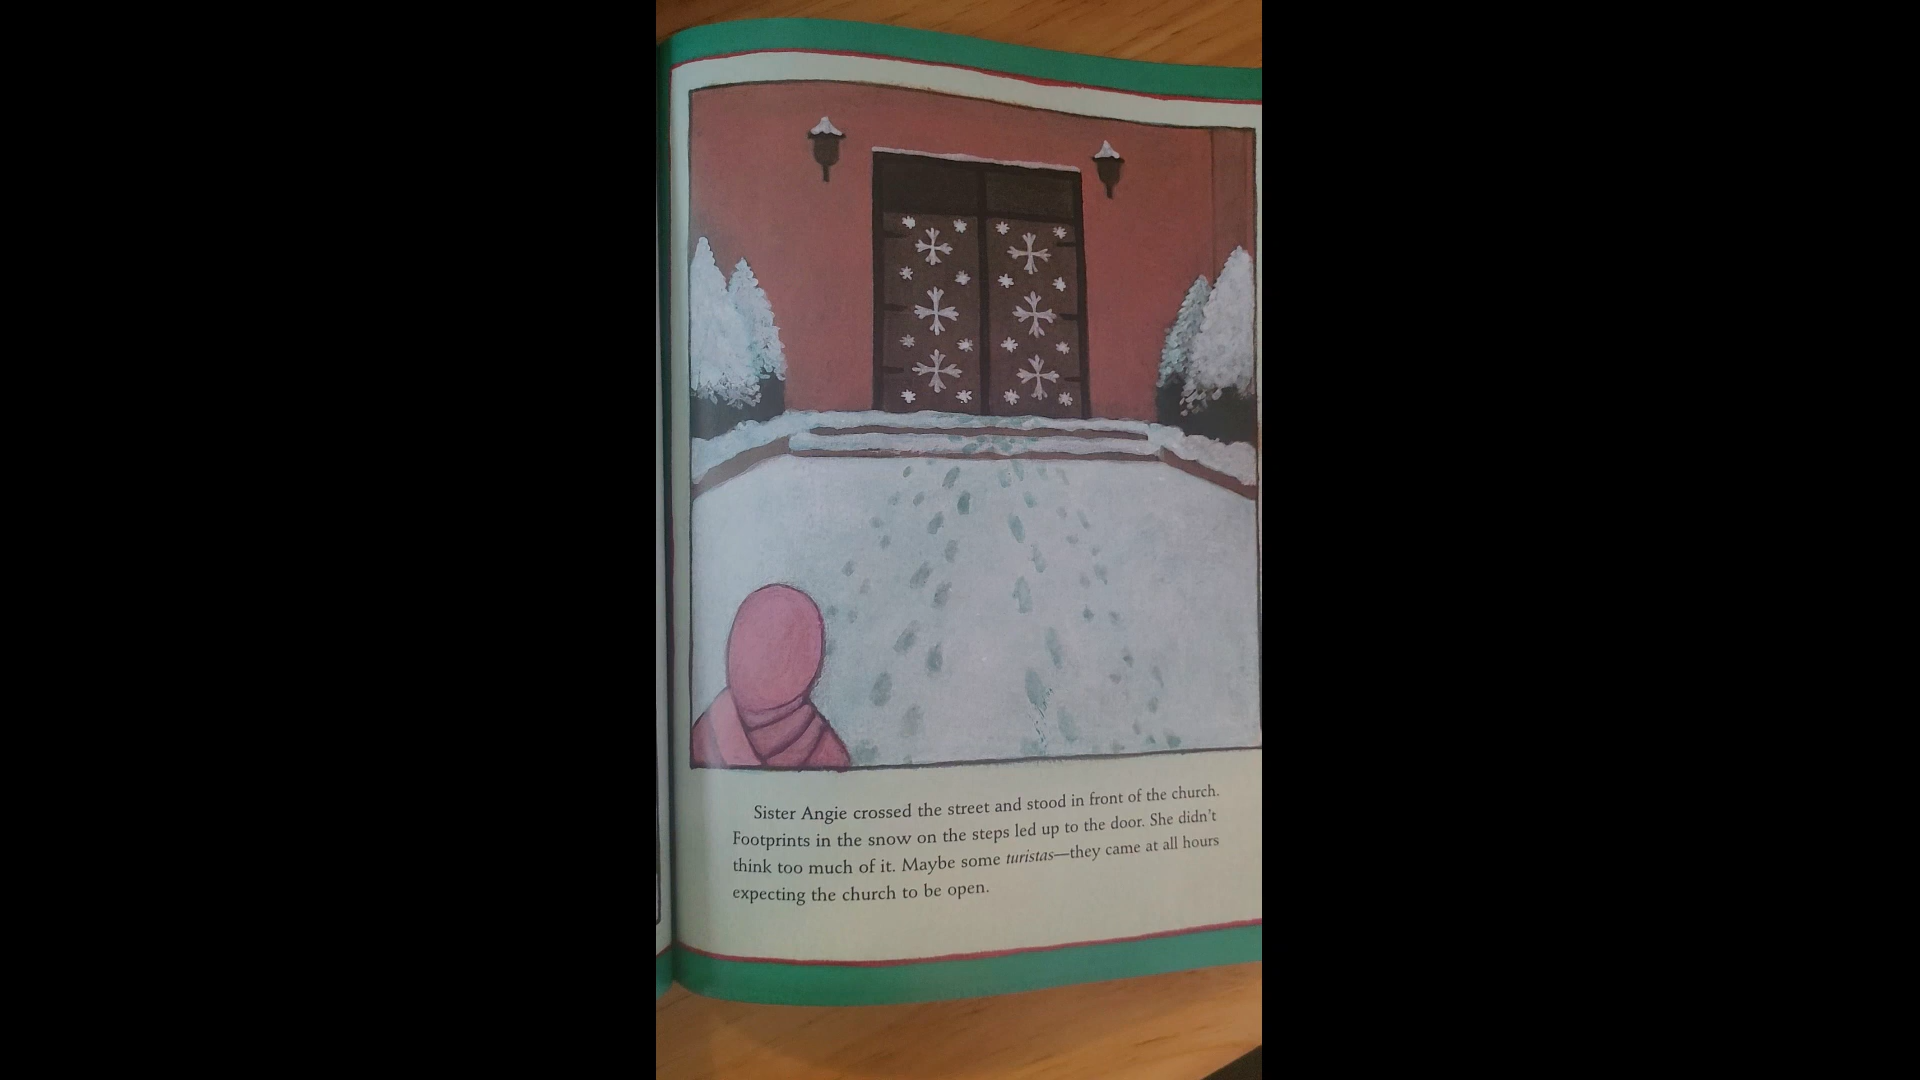 Sister Angie crossed the street and stood in front of the church.
Footprints in the snow on the steps led up to the door. She didn't
think too much of it. Maybe some turistas—they came at all hours
expecting the church to be open.